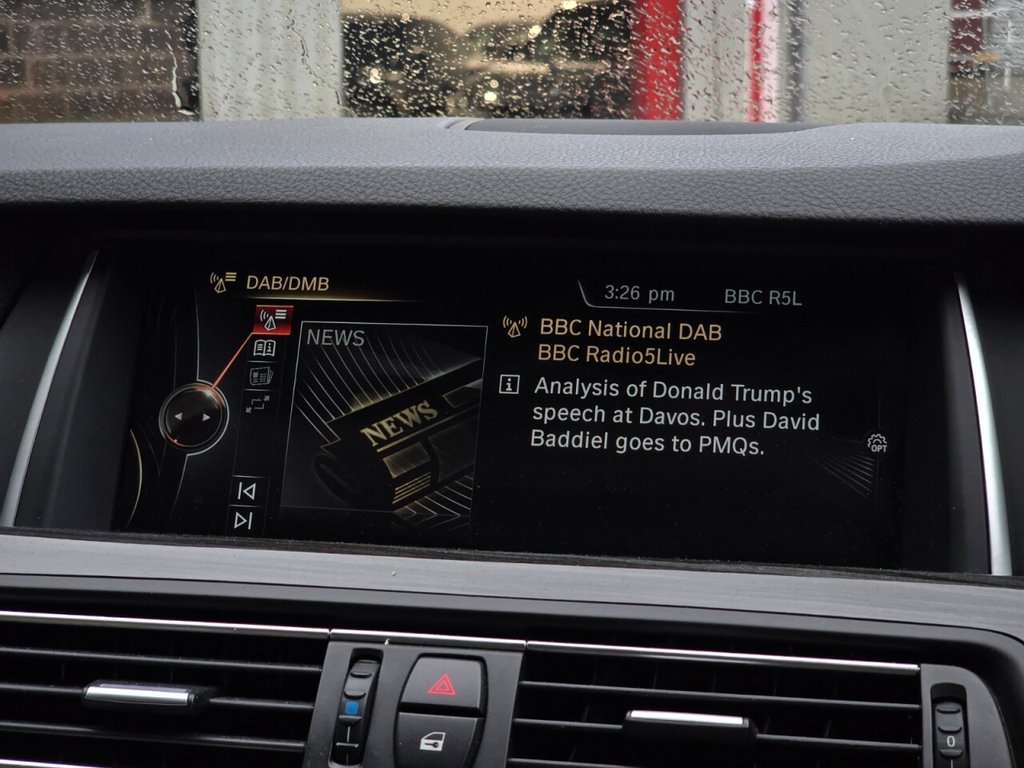 DAB/DMB
3:26 pm
BBC R5L
NEWS
NEWS
BBC National DAB
BBC Radio5Live
Analysis of Donald Trump's
speech at Davos. Plus David
Baddiel goes to PMQs.
OPT
0